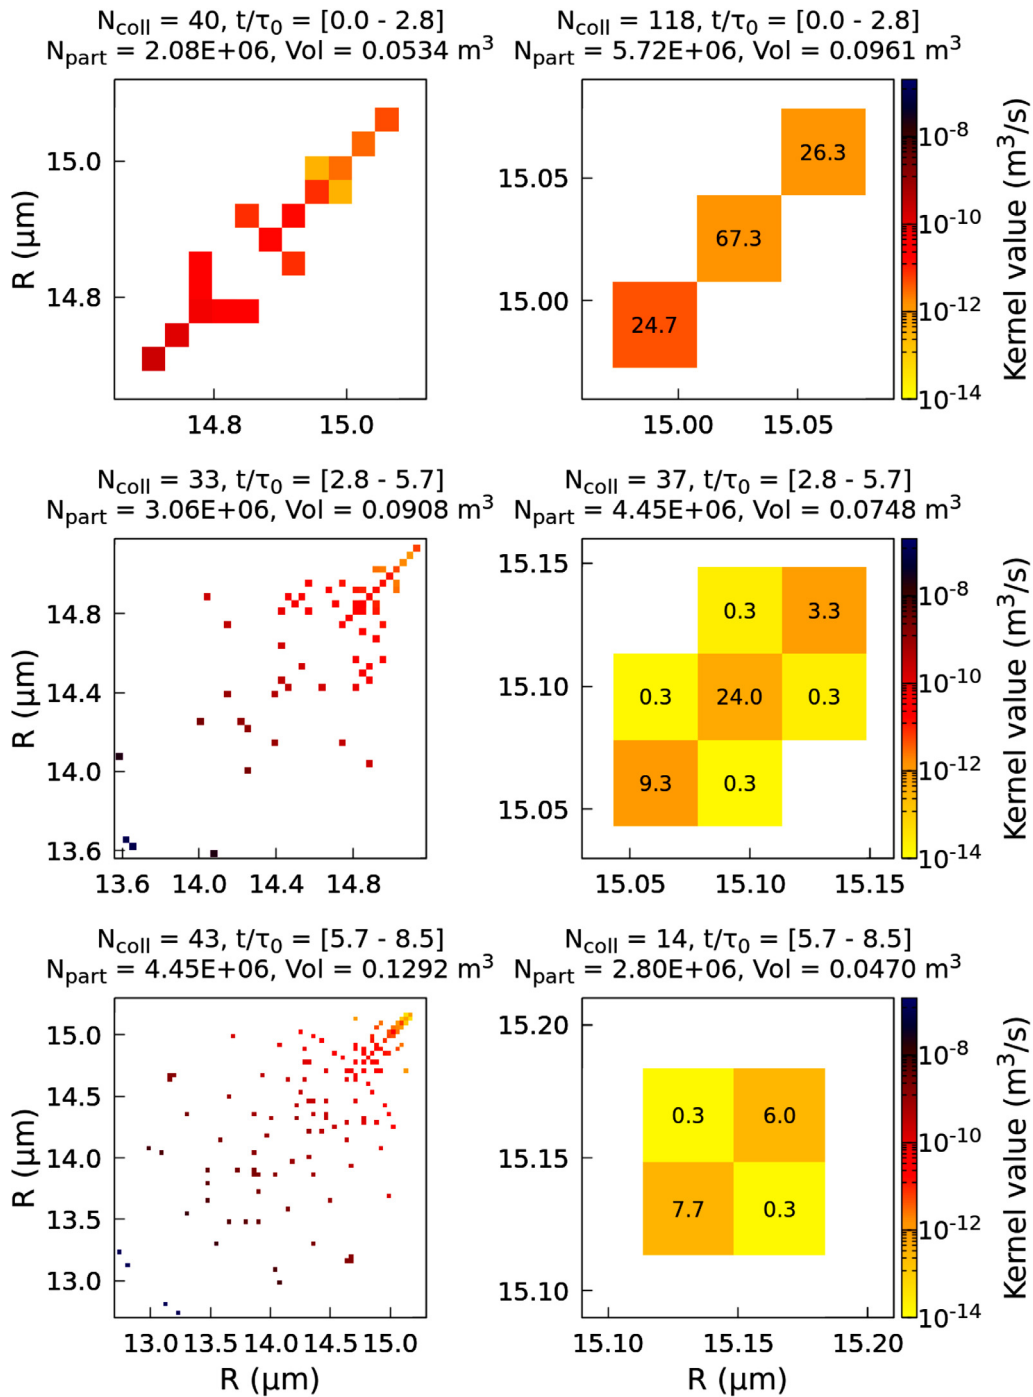 N_coll = 40, t/τ_0 = [0.0 - 2.8]
N_part = 2.08E+06, Vol = 0.0534 m^3
15.0
14.8
R (μm)
14.8 15.0
N_coll = 118, t/τ_0 = [0.0 - 2.8]
N_part = 5.72E+06, Vol = 0.0961 m^3
15.05
15.00
26.3
67.3
24.7
15.00 15.05
10^-8
10^-10
10^-12
10^-14
Kernel value (m^3/s)
N_coll = 33, t/τ_0 = [2.8 - 5.7]
N_part = 3.06E+06, Vol = 0.0908 m^3
14.8
14.4
14.0
13.6
R (μm)
13.6 14.0 14.4 14.8
N_coll = 37, t/τ_0 = [2.8 - 5.7]
N_part = 4.45E+06, Vol = 0.0748 m^3
15.15
15.10
15.05
0.3 3.3
0.3 24.0 0.3
9.3 0.3
15.05 15.10 15.15
10^-8
10^-10
10^-12
10^-14
Kernel value (m^3/s)
N_coll = 43, t/τ_0 = [5.7 - 8.5]
N_part = 4.45E+06, Vol = 0.1292 m^3
15.0
14.5
14.0
13.5
13.0
R (μm)
13.0 13.5 14.0 14.5 15.0
R (μm)
N_coll = 14, t/τ_0 = [5.7 - 8.5]
N_part = 2.80E+06, Vol = 0.0470 m^3
15.20
15.15
15.10
0.3 6.0
7.7 0.3
15.10 15.15 15.20
R (μm)
10^-8
10^-10
10^-12
10^-14
Kernel value (m^3/s)